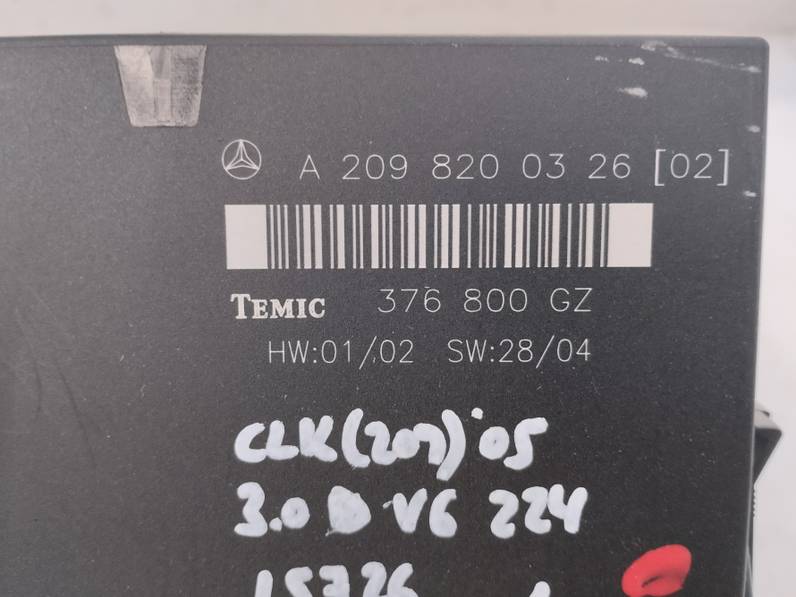 A 209 820 03 26 [02]
TEMIC 376 800 GZ
HW:01/02 SW:28/04
CLK(209)'05
3.0 D V6 224